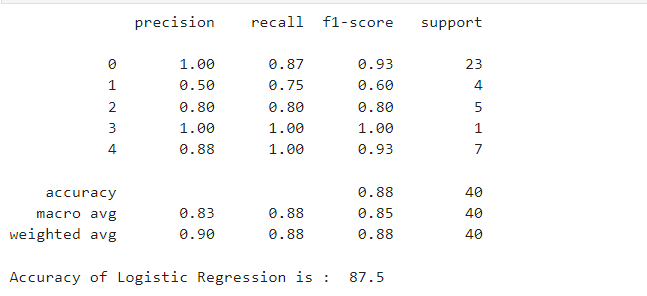 precision recall f1-score support
0 1.00 0.87 0.93 23
1 0.50 0.75 0.60 4
2 0.80 0.80 0.80 5
3 1.00 1.00 1.00 1
4 0.88 1.00 0.93 7
accuracy 0.88 40
macro avg 0.83 0.88 0.85 40
weighted avg 0.90 0.88 0.88 40
Accuracy of Logistic Regression is : 87.5